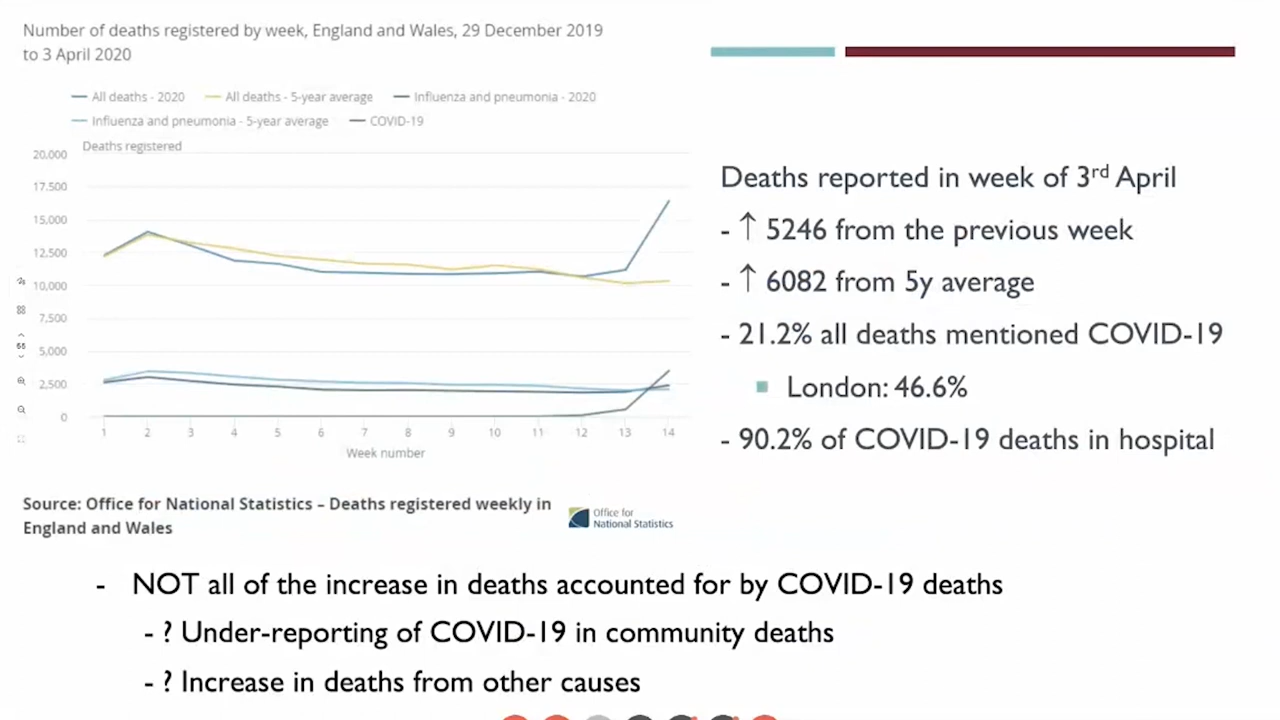 Number of deaths registered by week, England and Wales, 29 December 2019
to 3 April 2020
All deaths - 2020 All deaths - 5-year average Influenza and pneumonia - 2020
Influenza and pneumonia - 5-year average COVID-19
Deaths registered
20,000
17,500
15,000
12,500
10,000
7,500
5,000
2,500
0
1 2 3 4 5 6 7 8 9 10 11 12 13 14
Week number
Source: Office for National Statistics – Deaths registered weekly in
England and Wales
Office for
National Statistics
Deaths reported in week of 3rd April
- ↑ 5246 from the previous week
- ↑ 6082 from 5y average
- 21.2% all deaths mentioned COVID-19
London: 46.6%
- 90.2% of COVID-19 deaths in hospital
- NOT all of the increase in deaths accounted for by COVID-19 deaths
- ? Under-reporting of COVID-19 in community deaths
- ? Increase in deaths from other causes